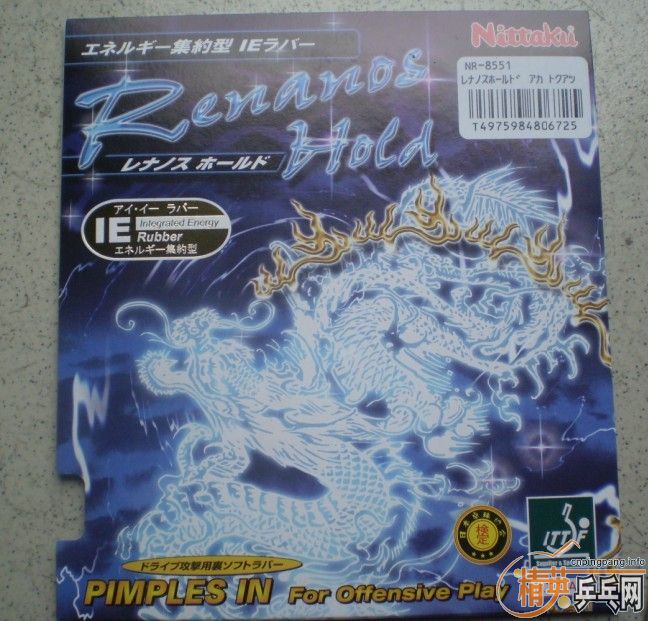 エネルギー集約型 IEラバー
Nittaku
NR-8551
レナノスホールド アカ トクアツ
T4975984806725
Renanos
Hold
レナノス ホールド
アイ・イー ラバー
IE
Integrated Energy
Rubber
エネルギー集約型
検定
ITTF
ドライブ攻撃用裏ソフトラバー
PIMPLES IN For Offensive Play
cnpingpang.info
精英乒乓网